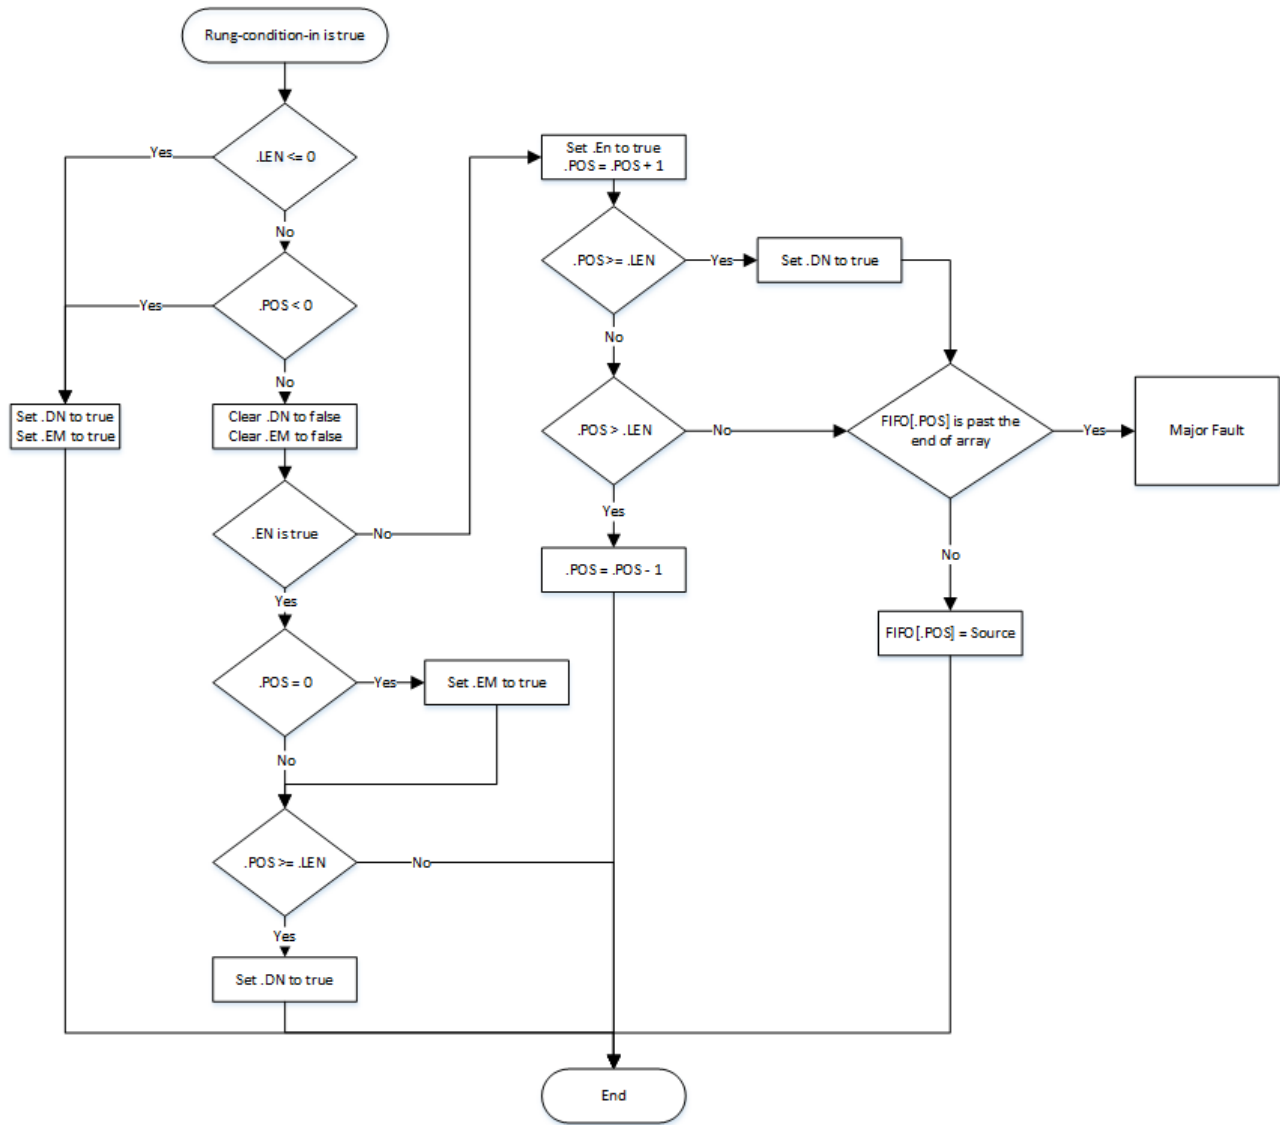 Rung-condition-in is true
.LEN <= 0
Yes
No
.POS < 0
Yes
No
Set .DN to true
Set .EM to true
Clear .DN to false
Clear .EM to false
.EN is true
No
Yes
.POS = 0
Yes
Set .EM to true
No
.POS >= .LEN
No
Yes
Set .DN to true
Set .En to true
.POS = .POS + 1
.POS >= .LEN
Yes
Set .DN to true
No
.POS > .LEN
No
Yes
.POS = .POS - 1
FIFO[.POS] is past the
end of array
Yes
Major Fault
No
FIFO[.POS] = Source
End